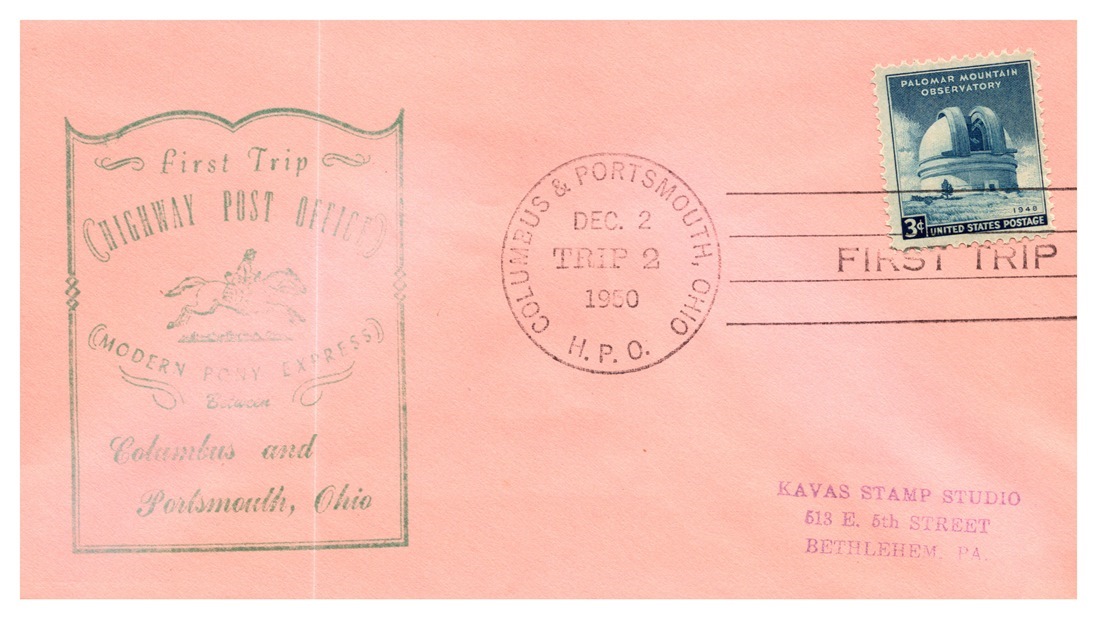 First Trip
HIGHWAY POST OFFICE
MODERN PONY EXPRESS
Between
Columbus and
Portsmouth, Ohio
COLUMBUS & PORTSMOUTH, OHIO
DEC. 2
TRIP 2
1950
H. P. O.
PALOMAR MOUNTAIN
OBSERVATORY
1948
3¢ UNITED STATES POSTAGE
FIRST TRIP
KAVAS STAMP STUDIO
513 E. 5th STREET
BETHLEHEM, PA.